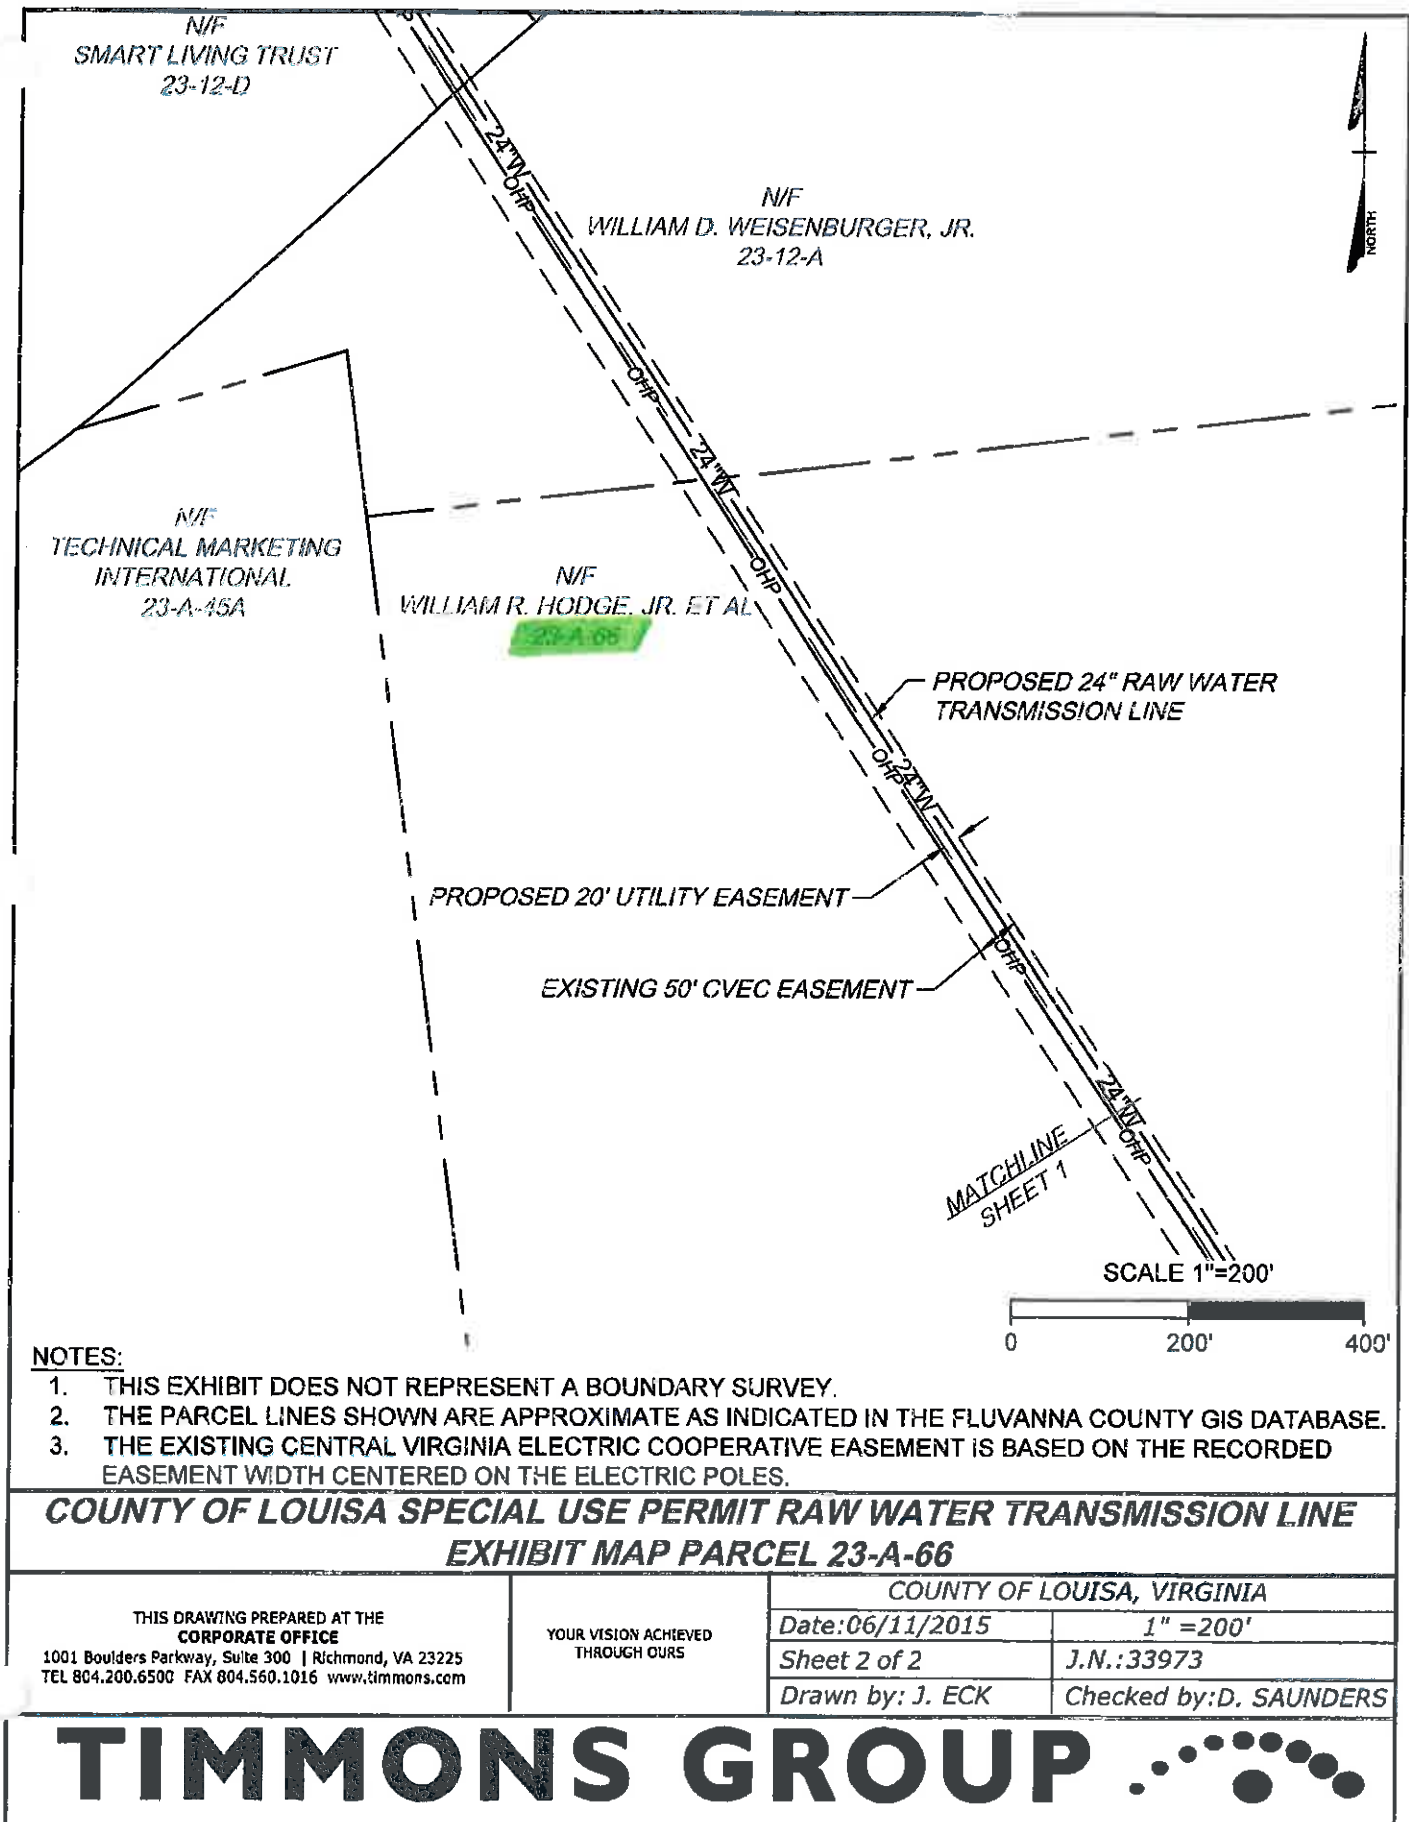 N/F
SMART LIVING TRUST
23-12-D
24"W
OHP
N/F
WILLIAM D. WEISENBURGER, JR.
23-12-A
NORTH
OHP
24"W
N/F
TECHNICAL MARKETING
INTERNATIONAL
23-A-45A
OHP
N/F
WILLIAM R. HODGE, JR. ET AL
23-A-66
PROPOSED 24" RAW WATER
TRANSMISSION LINE
OHP
24"W
PROPOSED 20' UTILITY EASEMENT
OHP
EXISTING 50' CVEC EASEMENT
24"W
OHP
MATCHLINE
SHEET 1
SCALE 1"=200'
0 200' 400'
NOTES:
1. THIS EXHIBIT DOES NOT REPRESENT A BOUNDARY SURVEY.
2. THE PARCEL LINES SHOWN ARE APPROXIMATE AS INDICATED IN THE FLUVANNA COUNTY GIS DATABASE.
3. THE EXISTING CENTRAL VIRGINIA ELECTRIC COOPERATIVE EASEMENT IS BASED ON THE RECORDED
EASEMENT WIDTH CENTERED ON THE ELECTRIC POLES.
COUNTY OF LOUISA SPECIAL USE PERMIT RAW WATER TRANSMISSION LINE
EXHIBIT MAP PARCEL 23-A-66
THIS DRAWING PREPARED AT THE
CORPORATE OFFICE
1001 Boulders Parkway, Suite 300 | Richmond, VA 23225
TEL 804.200.6500 FAX 804.560.1016 www.timmons.com
YOUR VISION ACHIEVED
THROUGH OURS
COUNTY OF LOUISA, VIRGINIA
Date:06/11/2015 1" =200'
Sheet 2 of 2 J.N.:33973
Drawn by: J. ECK Checked by:D. SAUNDERS
TIMMONS GROUP